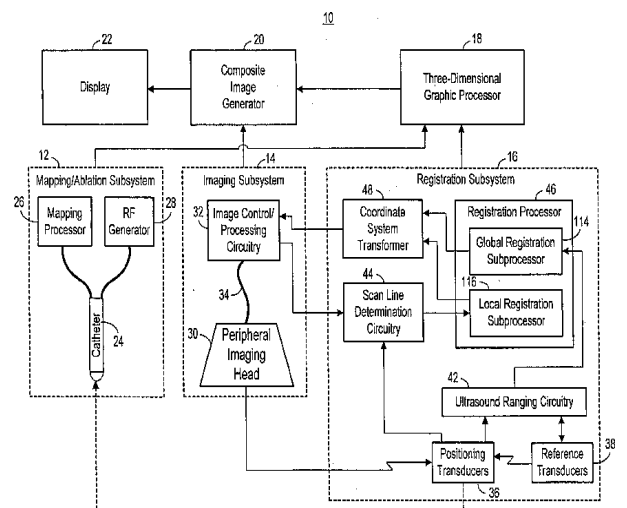 10
22
Display
20
Composite
Image
Generator
18
Three-Dimensional
Graphic Processor
12
Mapping/Ablation Subsystem
26
Mapping
Processor
RF
Generator
28
Catheter
24
14
Imaging Subsystem
32
Image Control/
Processing
Circuitry
34
30
Peripheral
Imaging
Head
16
Registration Subsystem
48
Coordinate
System
Transformer
46
Registration Processor
114
Global Registration
Subprocessor
116
Local Registration
Subprocessor
44
Scan Line
Determination
Circuitry
42
Ultrasound Ranging Circuitry
Positioning
Transducers
36
Reference
Transducers
38